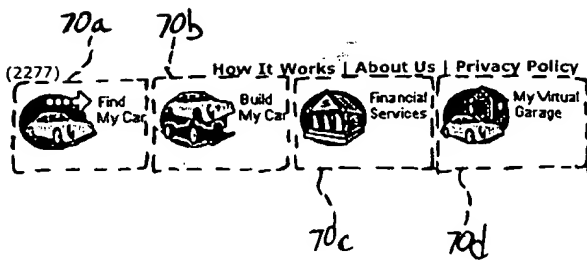 70a 70b
(2277) How It Works | About Us | Privacy Policy
Find My Car
Build My Car
Financial Services
My Virtual Garage
70c 70d